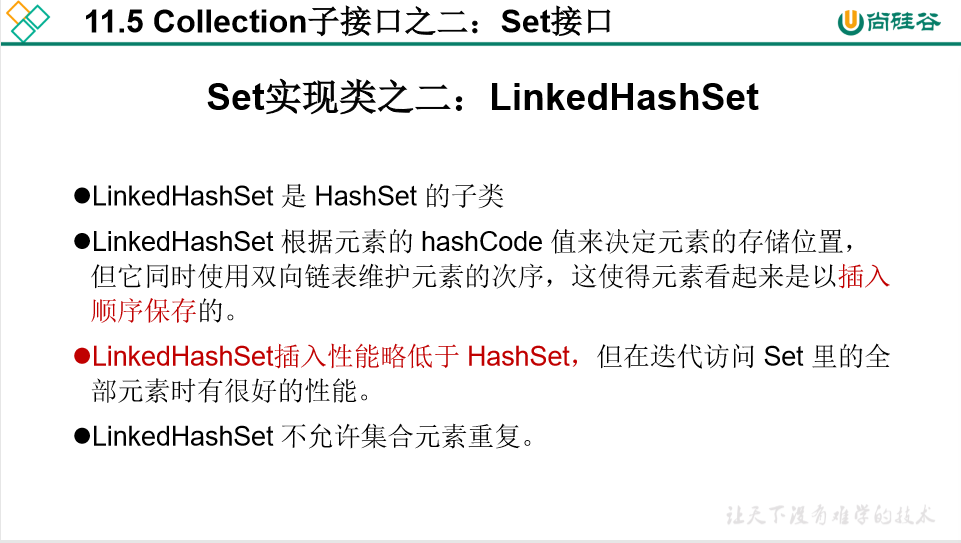 11.5 Collection子接口之二：Set接口
尚硅谷
Set实现类之二：LinkedHashSet
●LinkedHashSet 是 HashSet 的子类
●LinkedHashSet 根据元素的 hashCode 值来决定元素的存储位置，
但它同时使用双向链表维护元素的次序，这使得元素看起来是以插入
顺序保存的。
●LinkedHashSet插入性能略低于 HashSet，但在迭代访问 Set 里的全
部元素时有很好的性能。
●LinkedHashSet 不允许集合元素重复。
让天下没有难学的技术